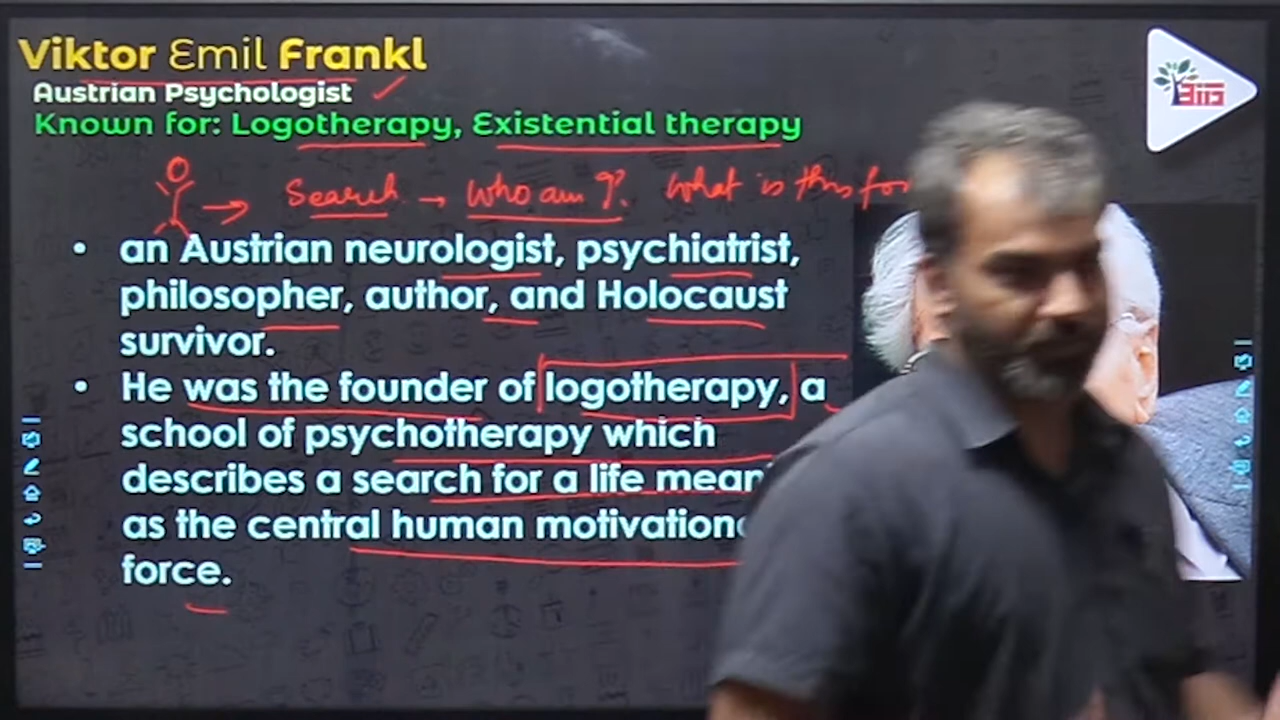 Viktor Emil Frankl
Austrian Psychologist
Known for: Logotherapy, Existential therapy
Search → Who am I? What is this for
• an Austrian neurologist, psychiatrist,
philosopher, author, and Holocaust
survivor.
• He was the founder of logotherapy, a
school of psychotherapy which
describes a search for a life
as the central human
force.